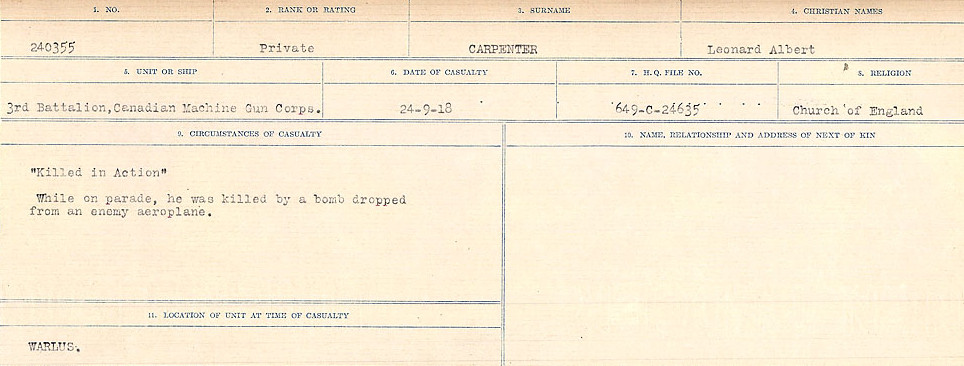 1. NO. 2. RANK OR RATING 3. SURNAME 4. CHRISTIAN NAMES
240355 Private CARPENTER Leonard Albert
5. UNIT OR SHIP 6. DATE OF CASUALTY 7. H.Q. FILE NO. 8. RELIGION
3rd Battalion,Canadian Machine Gun Corps. 24-9-18 649-C-24635 Church of England
9. CIRCUMSTANCES OF CASUALTY 10. NAME, RELATIONSHIP AND ADDRESS OF NEXT OF KIN
"Killed in Action"
While on parade, he was killed by a bomb dropped
from an enemy aeroplane.
11. LOCATION OF UNIT AT TIME OF CASUALTY
WARLUS.